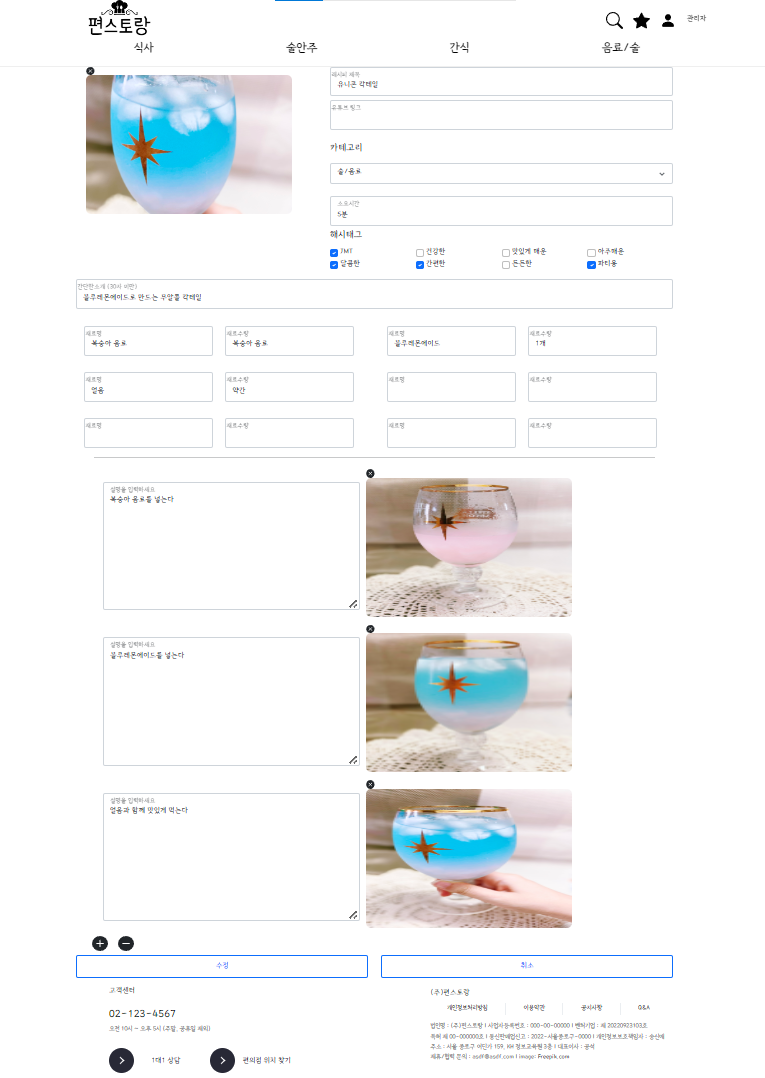 편스토랑
관리자
식사 술안주 간식 음료/술
레시피 제목
유니콘 칵테일
유튜브 링크
카테고리
술/음료
소요시간
5분
해시태그
JMT 건강한 맛있게 매운 아주매운
달콤한 간편한 든든한 파티용
간단한소개 (30자 미만)
블루레몬에이드로 만드는 무알콜 칵테일
재료명 재료수량 재료명 재료수량
복숭아 음료 복숭아 음료 블루레몬에이드 1개
재료명 재료수량 재료명 재료수량
얼음 약간
재료명 재료수량 재료명 재료수량
설명을 입력하세요
복숭아 음료를 넣는다
설명을 입력하세요
블루레몬에이드를 넣는다
설명을 입력하세요
얼음과 함께 맛있게 먹는다
수정 취소
고객센터
02-123-4567
오전 10시 ~ 오후 5시 (주말, 공휴일 제외)
1대1 상담 편의점 위치 찾기
(주)편스토랑
개인정보처리방침 이용약관 공지사항 Q&A
법인명 : (주)편스토랑 | 사업자등록번호 : 000-00-00000 | 벤처기업 : 제 20220923103호
특허 제 00-0000000호 | 통신판매업신고 : 2022-서울종로구-0000 | 개인정보보호책임자 : 송산해
주소 : 서울 종로구 이인길 159, KH 정보교육원 3층 | 대표이사 : 공석
제휴/협력 문의 : asdf@asdf.com | image: Freepik.com